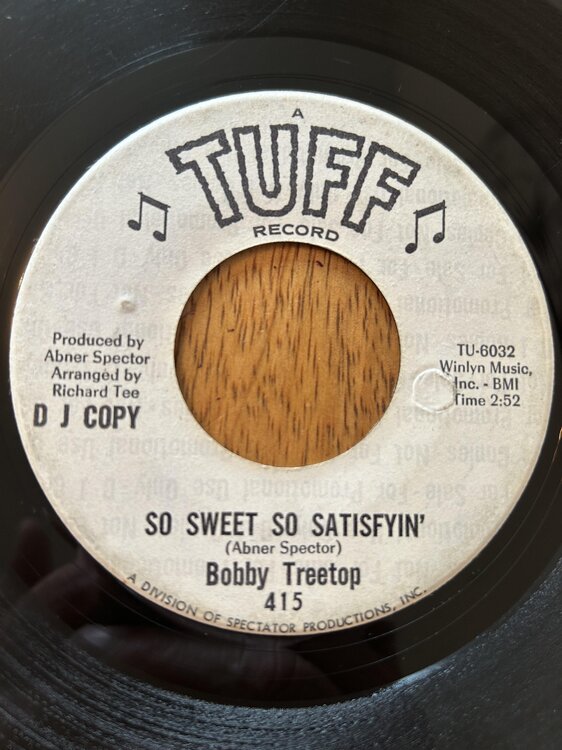 A
TUFF
RECORD
Produced by
Abner Spector
Arranged by
Richard Tee
D J COPY
TU-6032
Winlyn Music,
Inc. - BMI
Time 2:52
SO SWEET SO SATISFYIN'
(Abner Spector)
Bobby Treetop
415
A DIVISION OF SPECTATOR PRODUCTIONS, INC.